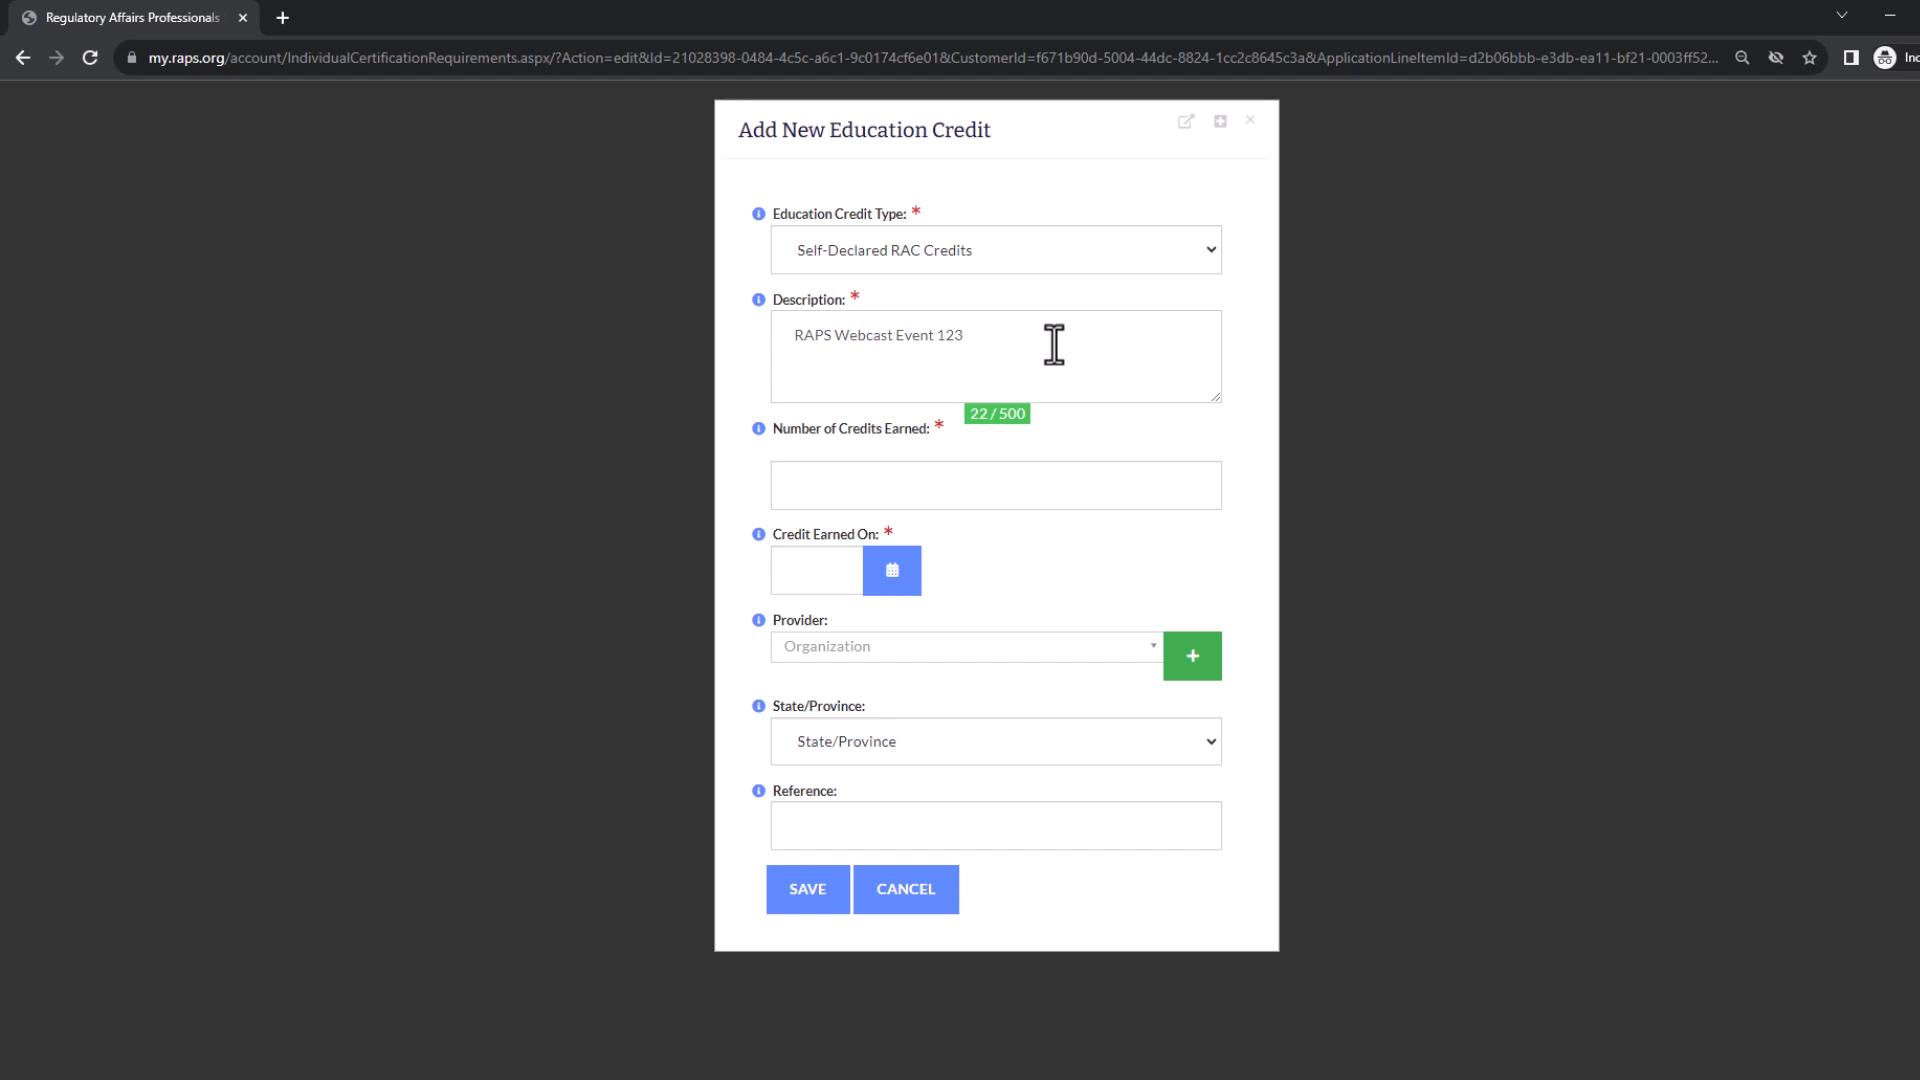 Regulatory Affairs Professionals
my.raps.org/account/IndividualCertificationRequirements.aspx/?Action=edit&Id=21028398-0484-4c5c-a6c1-9c0174cf6e01&CustomerId=f671b90d-5004-44dc-8824-1cc2c8645c3a&ApplicationLineItemId=d2b06bbb-e3db-ea11-bf21-0003ff52...
Inc
Add New Education Credit
Education Credit Type: *
Self-Declared RAC Credits
Description: *
RAPS Webcast Event 123
22 / 500
Number of Credits Earned: *
Credit Earned On: *
Provider:
Organization
+
State/Province:
State/Province
Reference:
SAVE CANCEL